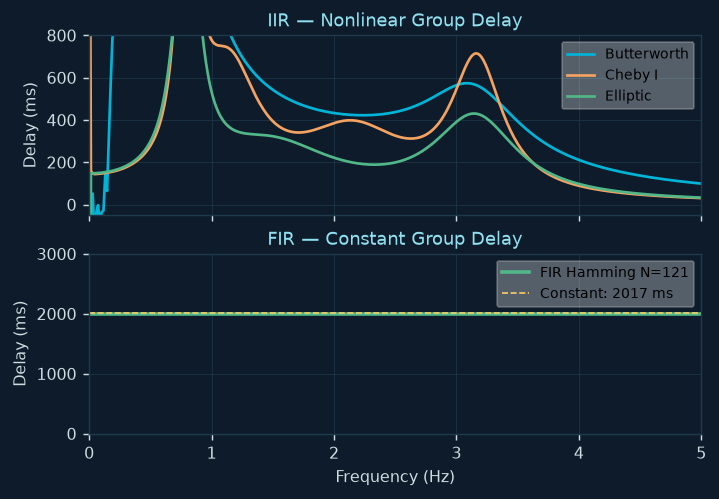 IIR — Nonlinear Group Delay
Delay (ms)
800
600
400
200
0
Butterworth
Cheby I
Elliptic
FIR — Constant Group Delay
Delay (ms)
3000
2000
1000
0
FIR Hamming N=121
Constant: 2017 ms
0 1 2 3 4 5
Frequency (Hz)